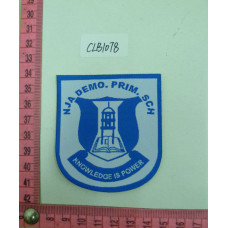 CLB1078
NJA DEMO. PRIM. SCH
KNOWLEDGE IS POWER